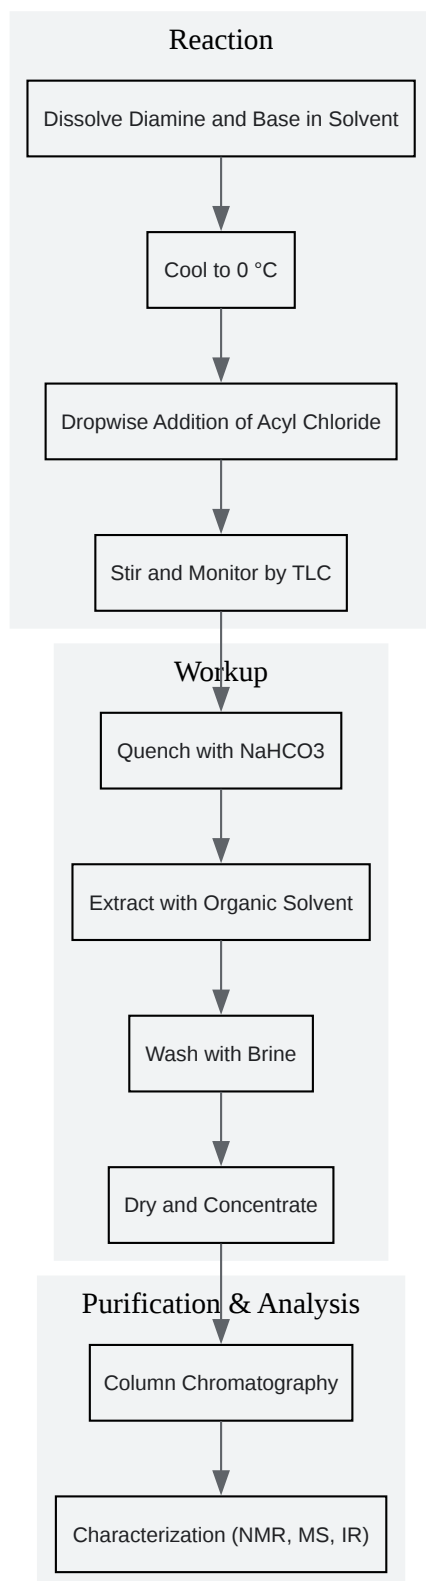 Reaction
Dissolve Diamine and Base in Solvent
Cool to 0 °C
Dropwise Addition of Acyl Chloride
Stir and Monitor by TLC
Workup
Quench with NaHCO3
Extract with Organic Solvent
Wash with Brine
Dry and Concentrate
Purification & Analysis
Column Chromatography
Characterization (NMR, MS, IR)